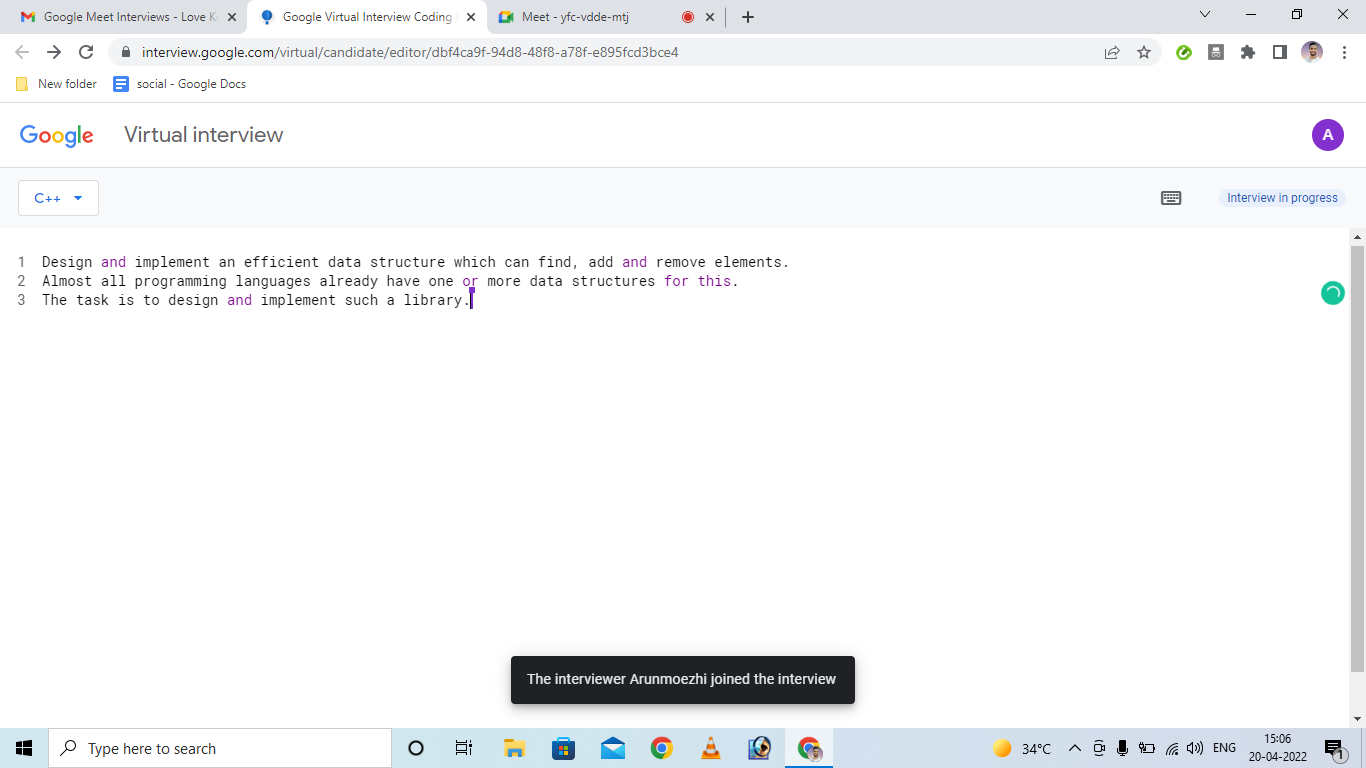 Google Meet Interviews - Love K
Google Virtual Interview Coding
Meet - yfc-vdde-mtj
interview.google.com/virtual/candidate/editor/dbf4ca9f-94d8-48f8-a78f-e895fcd3bce4
New folder
social - Google Docs
Google Virtual interview
A
C++
Interview in progress
1 Design and implement an efficient data structure which can find, add and remove elements.
2 Almost all programming languages already have one or more data structures for this.
3 The task is to design and implement such a library.
The interviewer Arunmoezhi joined the interview
Type here to search
34°C
ENG
15:06
20-04-2022
1